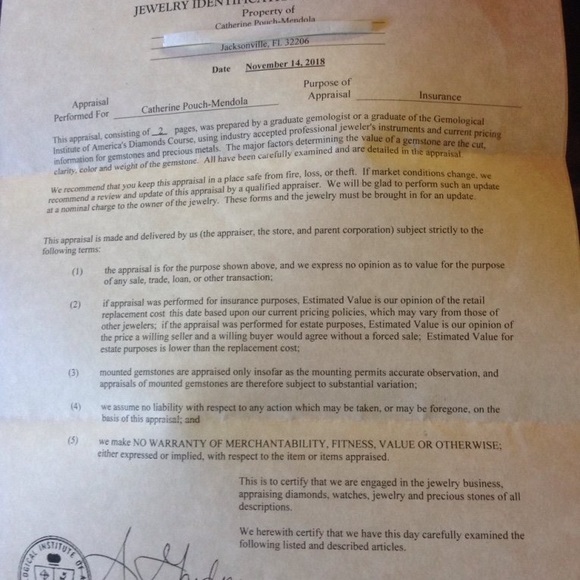 JEWELRY
Property of
Catherine Pouch-Mendola
Jacksonville, FL 32206
Date November 14, 2018
Appraisal Performed For Catherine Pouch-Mendola
Purpose of Appraisal Insurance
This appraisal, consisting of 2 pages, was prepared by a graduate gemologist or a graduate of the Gemological
Institute of America's Diamonds Course, using industry accepted professional jeweler's instruments and current pricing
information for gemstones and precious metals. The major factors determining the value of a gemstone are the cut,
clarity, color and weight of the gemstone. All have been carefully examined and are detailed in the appraisal
We recommend that you keep this appraisal in a place safe from fire, loss, or theft. If market conditions change, we
recommend a review and update of this appraisal by a qualified appraiser. We will be glad to perform such an update
at a nominal charge to the owner of the jewelry. These forms and the jewelry must be brought in for an update.
This appraisal is made and delivered by us (the appraiser, the store, and parent corporation) subject strictly to the
following terms:
(1) the appraisal is for the purpose shown above, and we express no opinion as to value for the purpose
of any sale, trade, loan, or other transaction;
(2) if appraisal was performed for insurance purposes, Estimated Value is our opinion of the retail
replacement cost this date based upon our current pricing policies, which may vary from those of
other jewelers; if the appraisal was performed for estate purposes, Estimated Value is our opinion of
the price a willing seller and a willing buyer would agree without a forced sale; Estimated Value for
estate purposes is lower than the replacement cost;
(3) mounted gemstones are appraised only insofar as the mounting permits accurate observation, and
appraisals of mounted gemstones are therefore subject to substantial variation;
(4) we assume no liability with respect to any action which may be taken, or may be foregone, on the
basis of this appraisal; and
(5) we make NO WARRANTY OF MERCHANTABILITY, FITNESS, VALUE OR OTHERWISE;
either expressed or implied, with respect to the item or items appraised.
This is to certify that we are engaged in the jewelry business,
appraising diamonds, watches, jewelry and precious stones of all
descriptions.
We herewith certify that we have this day carefully examined the
following listed and described articles.
INSTITUTE OF